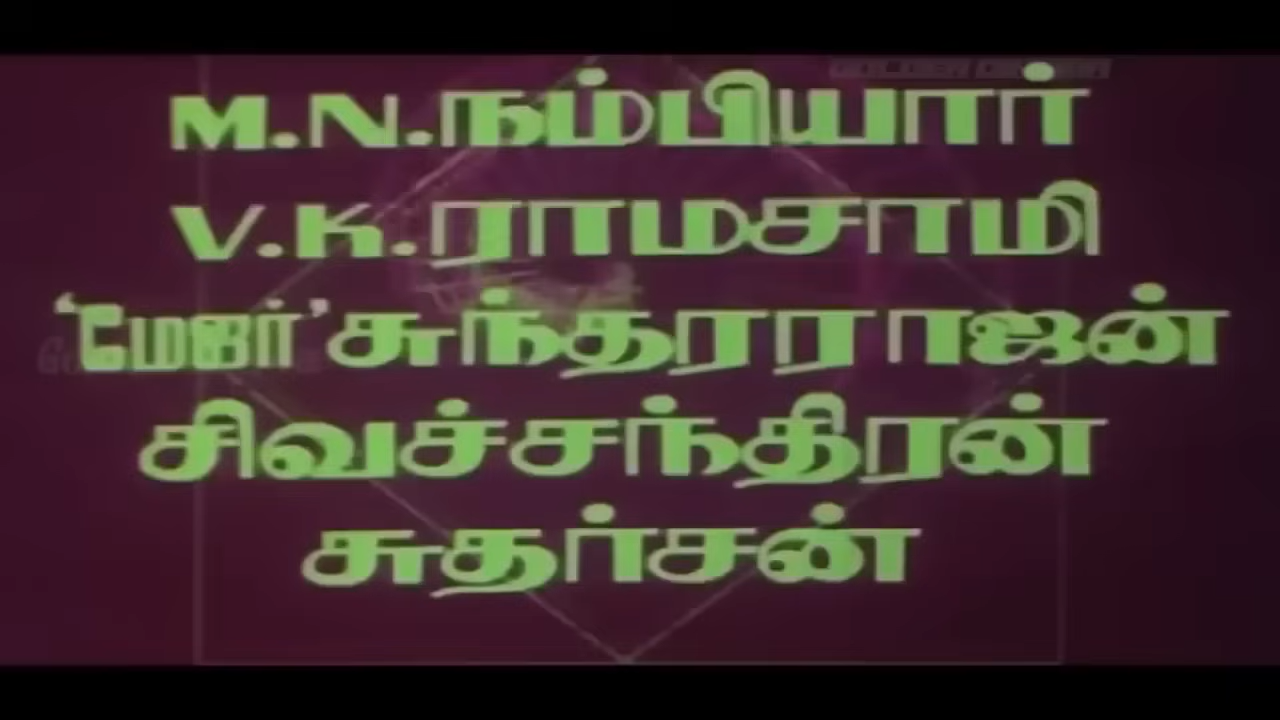 M.N.நம்பியார்
V.K.ராமசாமி
‘மேஜர்’ சுந்தரராஜன்
சிவச்சந்திரன்
சுதர்சன்